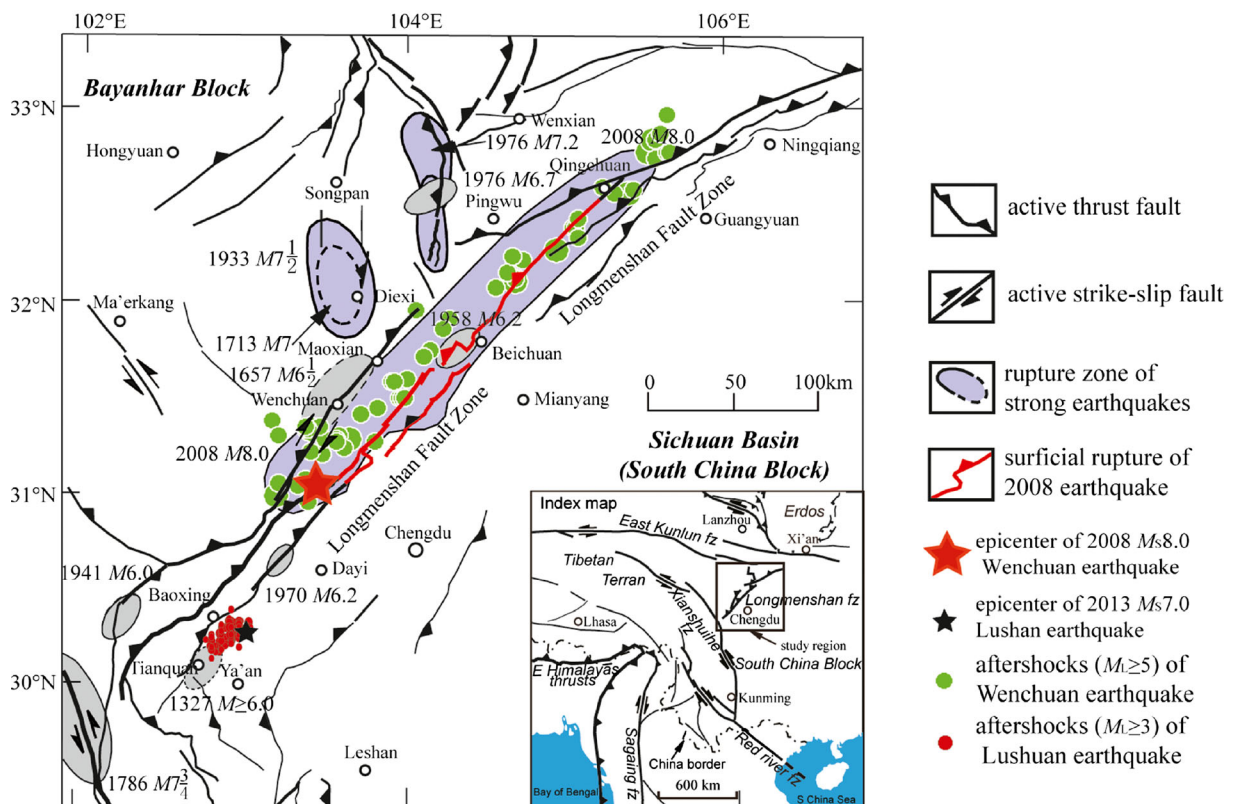 102°E
104°E
106°E
33°N
32°N
31°N
30°N
Bayanhar Block
Hongyuan
Songpan
Wenxian
1976 M7.2
2008 M8.0
Qingchuan
Ningqiang
1976 M6.7
Pingwu
Guangyuan
1933 M7½
Longmenshan Fault Zone
Ma'erkang
Diexi
1713 M7
1958 M6.2
Maoxian
Beichuan
1657 M6½
Wenchuan
Mianyang
0 50 100km
2008 M8.0
Sichuan Basin
(South China Block)
Longmenshan Fault Zone
Chengdu
Dayi
1941 M6.0
1970 M6.2
Baoxing
Tianquan
Ya'an
1327 M≥6.0
Leshan
1786 M7¾
Index map
Lanzhou
Erdos
East Kunlun fz
Xi'an
Tibetan
Terran
Xianshuihe
fz
Longmenshan fz
Chengdu
Lhasa
study region
South China Block
E Himalayas
thrusts
Kunming
Sagaing fz
Red river fz
China border
600 km
Bay of Bengal
S China Sea
active thrust fault
active strike-slip fault
rupture zone of
strong earthquakes
surficial rupture of
2008 earthquake
epicenter of 2008 Ms8.0
Wenchuan earthquake
epicenter of 2013 Ms7.0
Lushan earthquake
aftershocks (ML≥5) of
Wenchuan earthquake
aftershocks (ML≥3) of
Lushuan earthquake